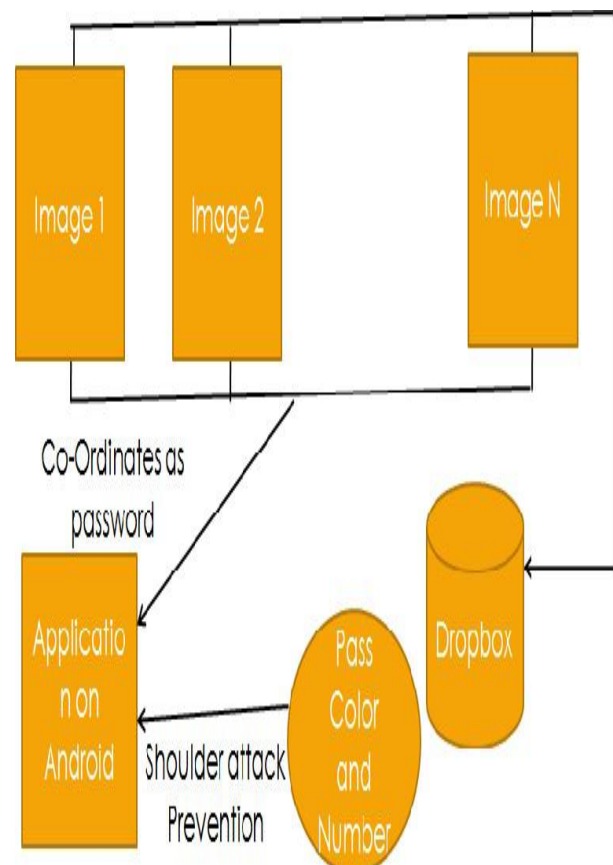 Image 1
Image 2
Image N
Co-Ordinates as
password
Applicatio
n on
Android
Shoulder attack
Prevention
Pass
Color
and
Number
Dropbox